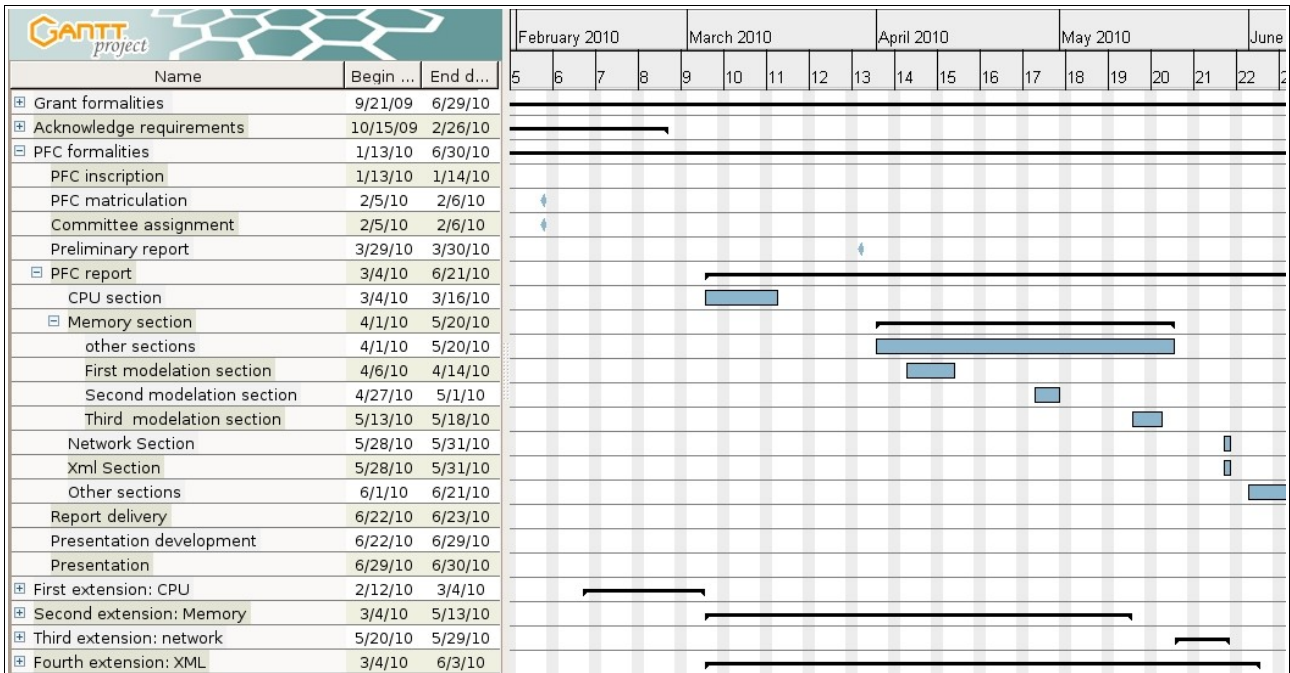 GANTT
project
February 2010 March 2010 April 2010 May 2010 June
Name Begin ... End d... 5 6 7 8 9 10 11 12 13 14 15 16 17 18 19 20 21 22
Grant formalities 9/21/09 6/29/10
Acknowledge requirements 10/15/09 2/26/10
PFC formalities 1/13/10 6/30/10
PFC inscription 1/13/10 1/14/10
PFC matriculation 2/5/10 2/6/10
Committee assignment 2/5/10 2/6/10
Preliminary report 3/29/10 3/30/10
PFC report 3/4/10 6/21/10
CPU section 3/4/10 3/16/10
Memory section 4/1/10 5/20/10
other sections 4/1/10 5/20/10
First modelation section 4/6/10 4/14/10
Second modelation section 4/27/10 5/1/10
Third modelation section 5/13/10 5/18/10
Network Section 5/28/10 5/31/10
Xml Section 5/28/10 5/31/10
Other sections 6/1/10 6/21/10
Report delivery 6/22/10 6/23/10
Presentation development 6/22/10 6/29/10
Presentation 6/29/10 6/30/10
First extension: CPU 2/12/10 3/4/10
Second extension: Memory 3/4/10 5/13/10
Third extension: network 5/20/10 5/29/10
Fourth extension: XML 3/4/10 6/3/10